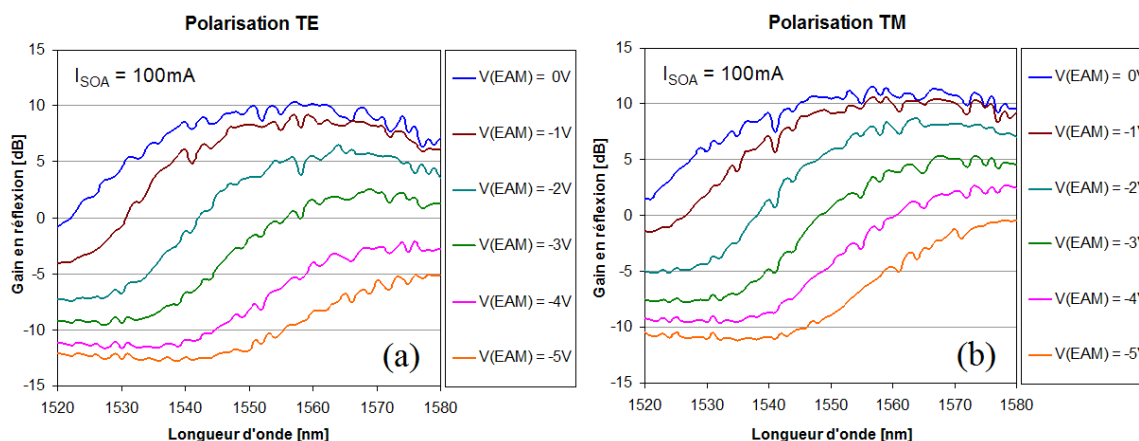 Polarisation TE
15
10
5
0
-5
-10
-15
1520 1530 1540 1550 1560 1570 1580
Gain en réflexion [dB]
Longueur d'onde [nm]
I_SOA = 100mA
(a)
V(EAM) = 0V
V(EAM) = -1V
V(EAM) = -2V
V(EAM) = -3V
V(EAM) = -4V
V(EAM) = -5V
Polarisation TM
15
10
5
0
-5
-10
-15
1520 1530 1540 1550 1560 1570 1580
Gain en réflexion [dB]
Longueur d'onde [nm]
I_SOA = 100mA
(b)
V(EAM) = 0V
V(EAM) = -1V
V(EAM) = -2V
V(EAM) = -3V
V(EAM) = -4V
V(EAM) = -5V